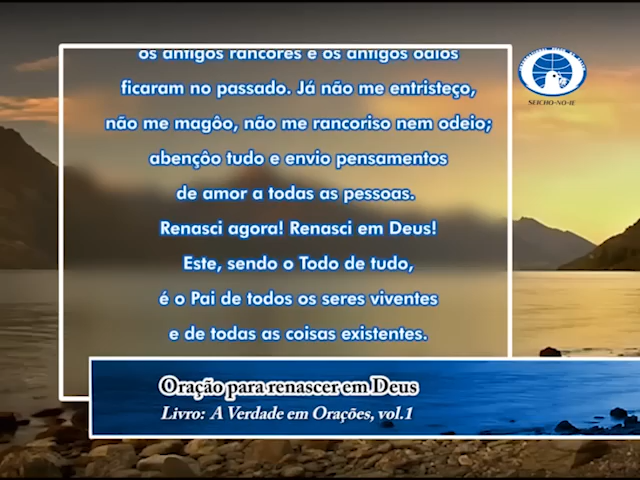 os antigos rancores e os antigos ódios
ficaram no passado. Já não me entristeço,
não me magôo, não me rancoriso nem odeio;
abençôo tudo e envio pensamentos
de amor a todas as pessoas.
Renasci agora! Renasci em Deus!
Este, sendo o Todo de tudo,
é o Pai de todos os seres viventes
e de todas as coisas existentes.
Oração para renascer em Deus
Livro: A Verdade em Orações, vol.1
SEICHO-NO-IE